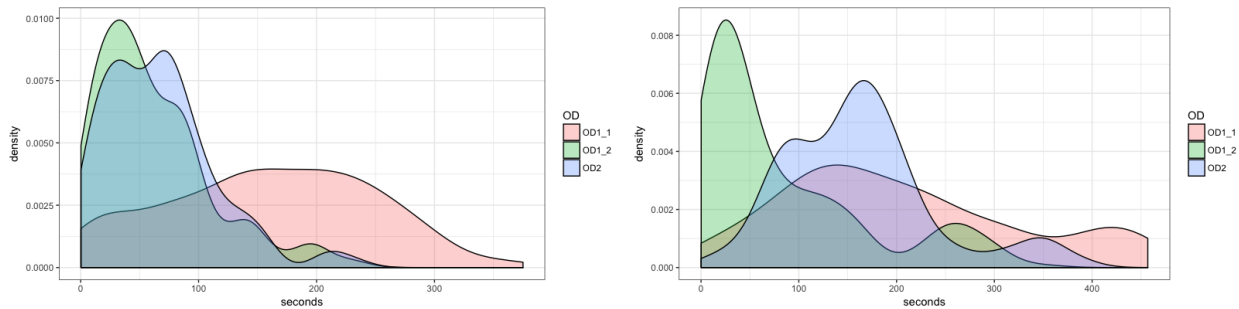 0.0100
0.0075
0.0050
0.0025
0.0000
density
0 100 200 300
seconds
OD
OD1_1
OD1_2
OD2
0.008
0.006
0.004
0.002
0.000
density
0 100 200 300 400
seconds
OD
OD1_1
OD1_2
OD2